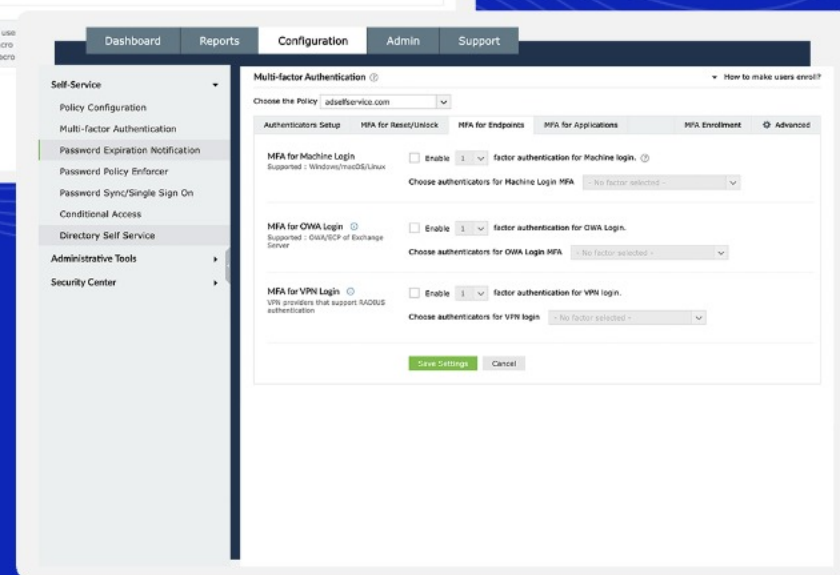 use
cro
acro
Dashboard Reports Configuration Admin Support
Self-Service
Policy Configuration
Multi-factor Authentication
Password Expiration Notification
Password Policy Enforcer
Password Sync/Single Sign On
Conditional Access
Directory Self Service
Administrative Tools
Security Center
Multi-factor Authentication
How to make users enroll?
Choose the Policy adselfservice.com
Authenticators Setup MFA for Reset/Unlock MFA for Endpoints MFA for Applications MFA Enrollment Advanced
MFA for Machine Login
Supported : Windows/macOS/Linux
Enable 1 factor authentication for Machine login.
Choose authenticators for Machine Login MFA - No factor selected -
MFA for OWA Login
Supported : OWA/ECP of Exchange
Server
Enable 1 factor authentication for OWA Login.
Choose authenticators for OWA Login MFA - No factor selected -
MFA for VPN Login
VPN providers that support RADIUS
authentication
Enable 1 factor authentication for VPN login.
Choose authenticators for VPN login - No factor selected -
Save Settings Cancel